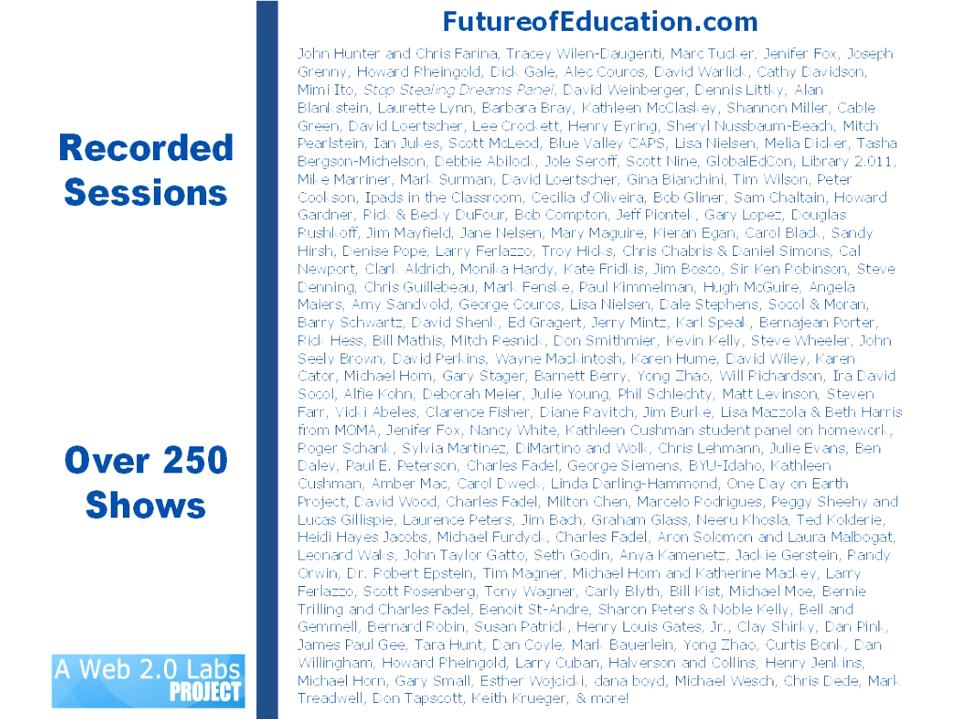 FutureofEducation.com
Recorded
Sessions
Over 250
Shows
A Web 2.0 Labs
PROJECT
John Hunter and Chris Farina, Tracey Wilen-Daugenti, Marc Tucker, Jenifer Fox, Joseph
Grenny, Howard Rheingold, Dick Gale, Alec Couros, David Warlick, Cathy Davidson,
Mimi Ito, Stop Stealing Dreams Panel, David Weinberger, Dennis Littky, Alan
Blankstein, Laurette Lynn, Barbara Bray, Kathleen McClaskey, Shannon Miller, Cable
Green, David Loertscher, Lee Crockett, Henry Eyring, Sheryl Nussbaum-Beach, Mitch
Pearlstein, Ian Jukes, Scott McLeod, Blue Valley CAPS, Lisa Nielsen, Melia Dicker, Tasha
Bergson-Michelson, Debbie Abilock, Jole Seroff, Scott Nine, GlobalEdCon, Library 2.011,
Mike Marriner, Mark Surman, David Loertscher, Gina Bianchini, Tim Wilson, Peter
Cookson, Ipads in the Classroom, Cecilia d'Oliveira, Bob Gliner, Sam Chaltain, Howard
Gardner, Rick & Becky DuFour, Bob Compton, Jeff Piontek, Gary Lopez, Douglas
Rushkoff, Jim Mayfield, Jane Nelsen, Mary Maguire, Kieran Egan, Carol Black, Sandy
Hirsh, Denise Pope, Larry Ferlazzo, Troy Hicks, Chris Chabris & Daniel Simons, Cal
Newport, Clark Aldrich, Monika Hardy, Kate Fridkis, Jim Bosco, Sir Ken Robinson, Steve
Denning, Chris Guillebeau, Mark Fenske, Paul Kimmelman, Hugh McGuire, Angela
Maiers, Amy Sandvold, George Couros, Lisa Nielsen, Dale Stephens, Socol & Moran,
Barry Schwartz, David Shenk, Ed Gragert, Jerry Mintz, Karl Speak, Bernajean Porter,
Rick Hess, Bill Mathis, Mitch Resnick, Don Smithmier, Kevin Kelly, Steve Wheeler, John
Seely Brown, David Perkins, Wayne Mackintosh, Karen Hume, David Wiley, Karen
Cator, Michael Horn, Gary Stager, Barnett Berry, Yong Zhao, Will Richardson, Ira David
Socol, Alfie Kohn, Deborah Meier, Julie Young, Phil Schlechty, Matt Levinson, Steven
Farr, Vicki Abeles, Clarence Fisher, Diane Ravitch, Jim Burke, Lisa Mazzola & Beth Harris
from MOMA, Jenifer Fox, Nancy White, Kathleen Cushman student panel on homework,
Roger Schank, Sylvia Martinez, DiMartino and Wolk, Chris Lehmann, Julie Evans, Ben
Daley, Paul E. Peterson, Charles Fadel, George Siemens, BYU-Idaho, Kathleen
Cushman, Amber Mac, Carol Dweck, Linda Darling-Hammond, One Day on Earth
Project, David Wood, Charles Fadel, Milton Chen, Marcelo Rodrigues, Peggy Sheehy and
Lucas Gillispie, Laurence Peters, Jim Bach, Graham Glass, Neeru Khosla, Ted Kolderie,
Heidi Hayes Jacobs, Michael Furdyck, Charles Fadel, Aron Solomon and Laura Malbogat,
Leonard Waks, John Taylor Gatto, Seth Godin, Anya Kamenetz, Jackie Gerstein, Randy
Orwin, Dr. Robert Epstein, Tim Magner, Michael Horn and Katherine Mackey, Larry
Ferlazzo, Scott Rosenberg, Tony Wagner, Carly Blyth, Bill Kist, Michael Moe, Bernie
Trilling and Charles Fadel, Benoit St-Andre, Sharon Peters & Noble Kelly, Bell and
Gemmell, Bernard Robin, Susan Patrick, Henry Louis Gates, Jr., Clay Shirky, Dan Pink,
James Paul Gee, Tara Hunt, Dan Coyle, Mark Bauerlein, Yong Zhao, Curtis Bonk, Dan
Willingham, Howard Rheingold, Larry Cuban, Halverson and Collins, Henry Jenkins,
Michael Horn, Gary Small, Esther Wojcicki, dana boyd, Michael Wesch, Chris Dede, Mark
Treadwell, Don Tapscott, Keith Krueger, & more!